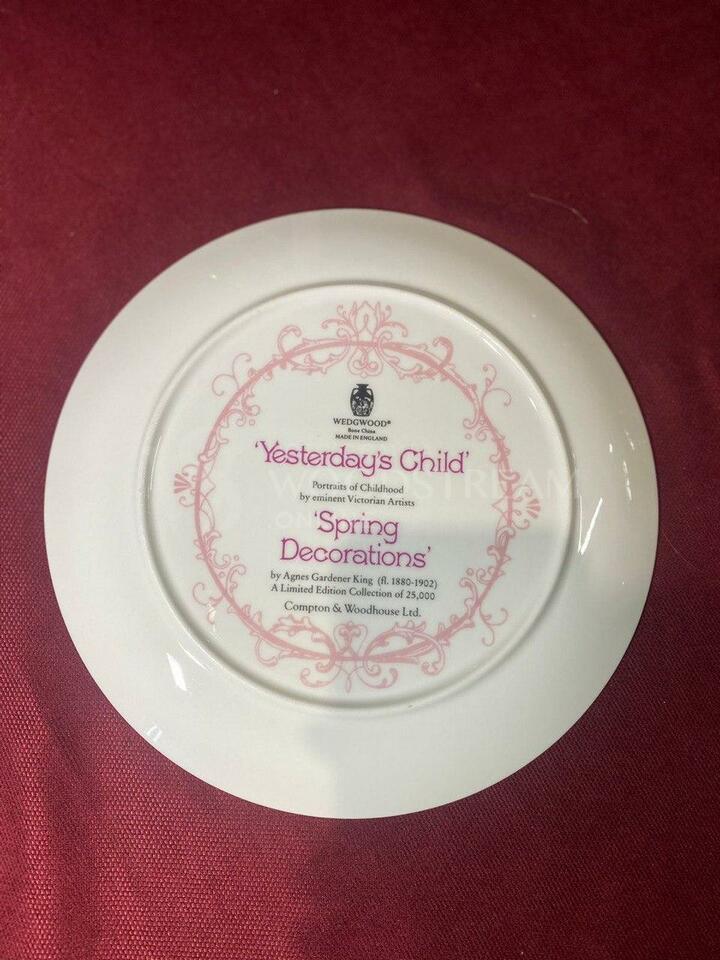 WEDGWOOD®
Bone China
MADE IN ENGLAND
'Yesterday's Child'
Portraits of Childhood
by eminent Victorian Artists
'Spring
Decorations'
by Agnes Gardener King (fl. 1880-1902)
A Limited Edition Collection of 25,000
Compton & Woodhouse Ltd.